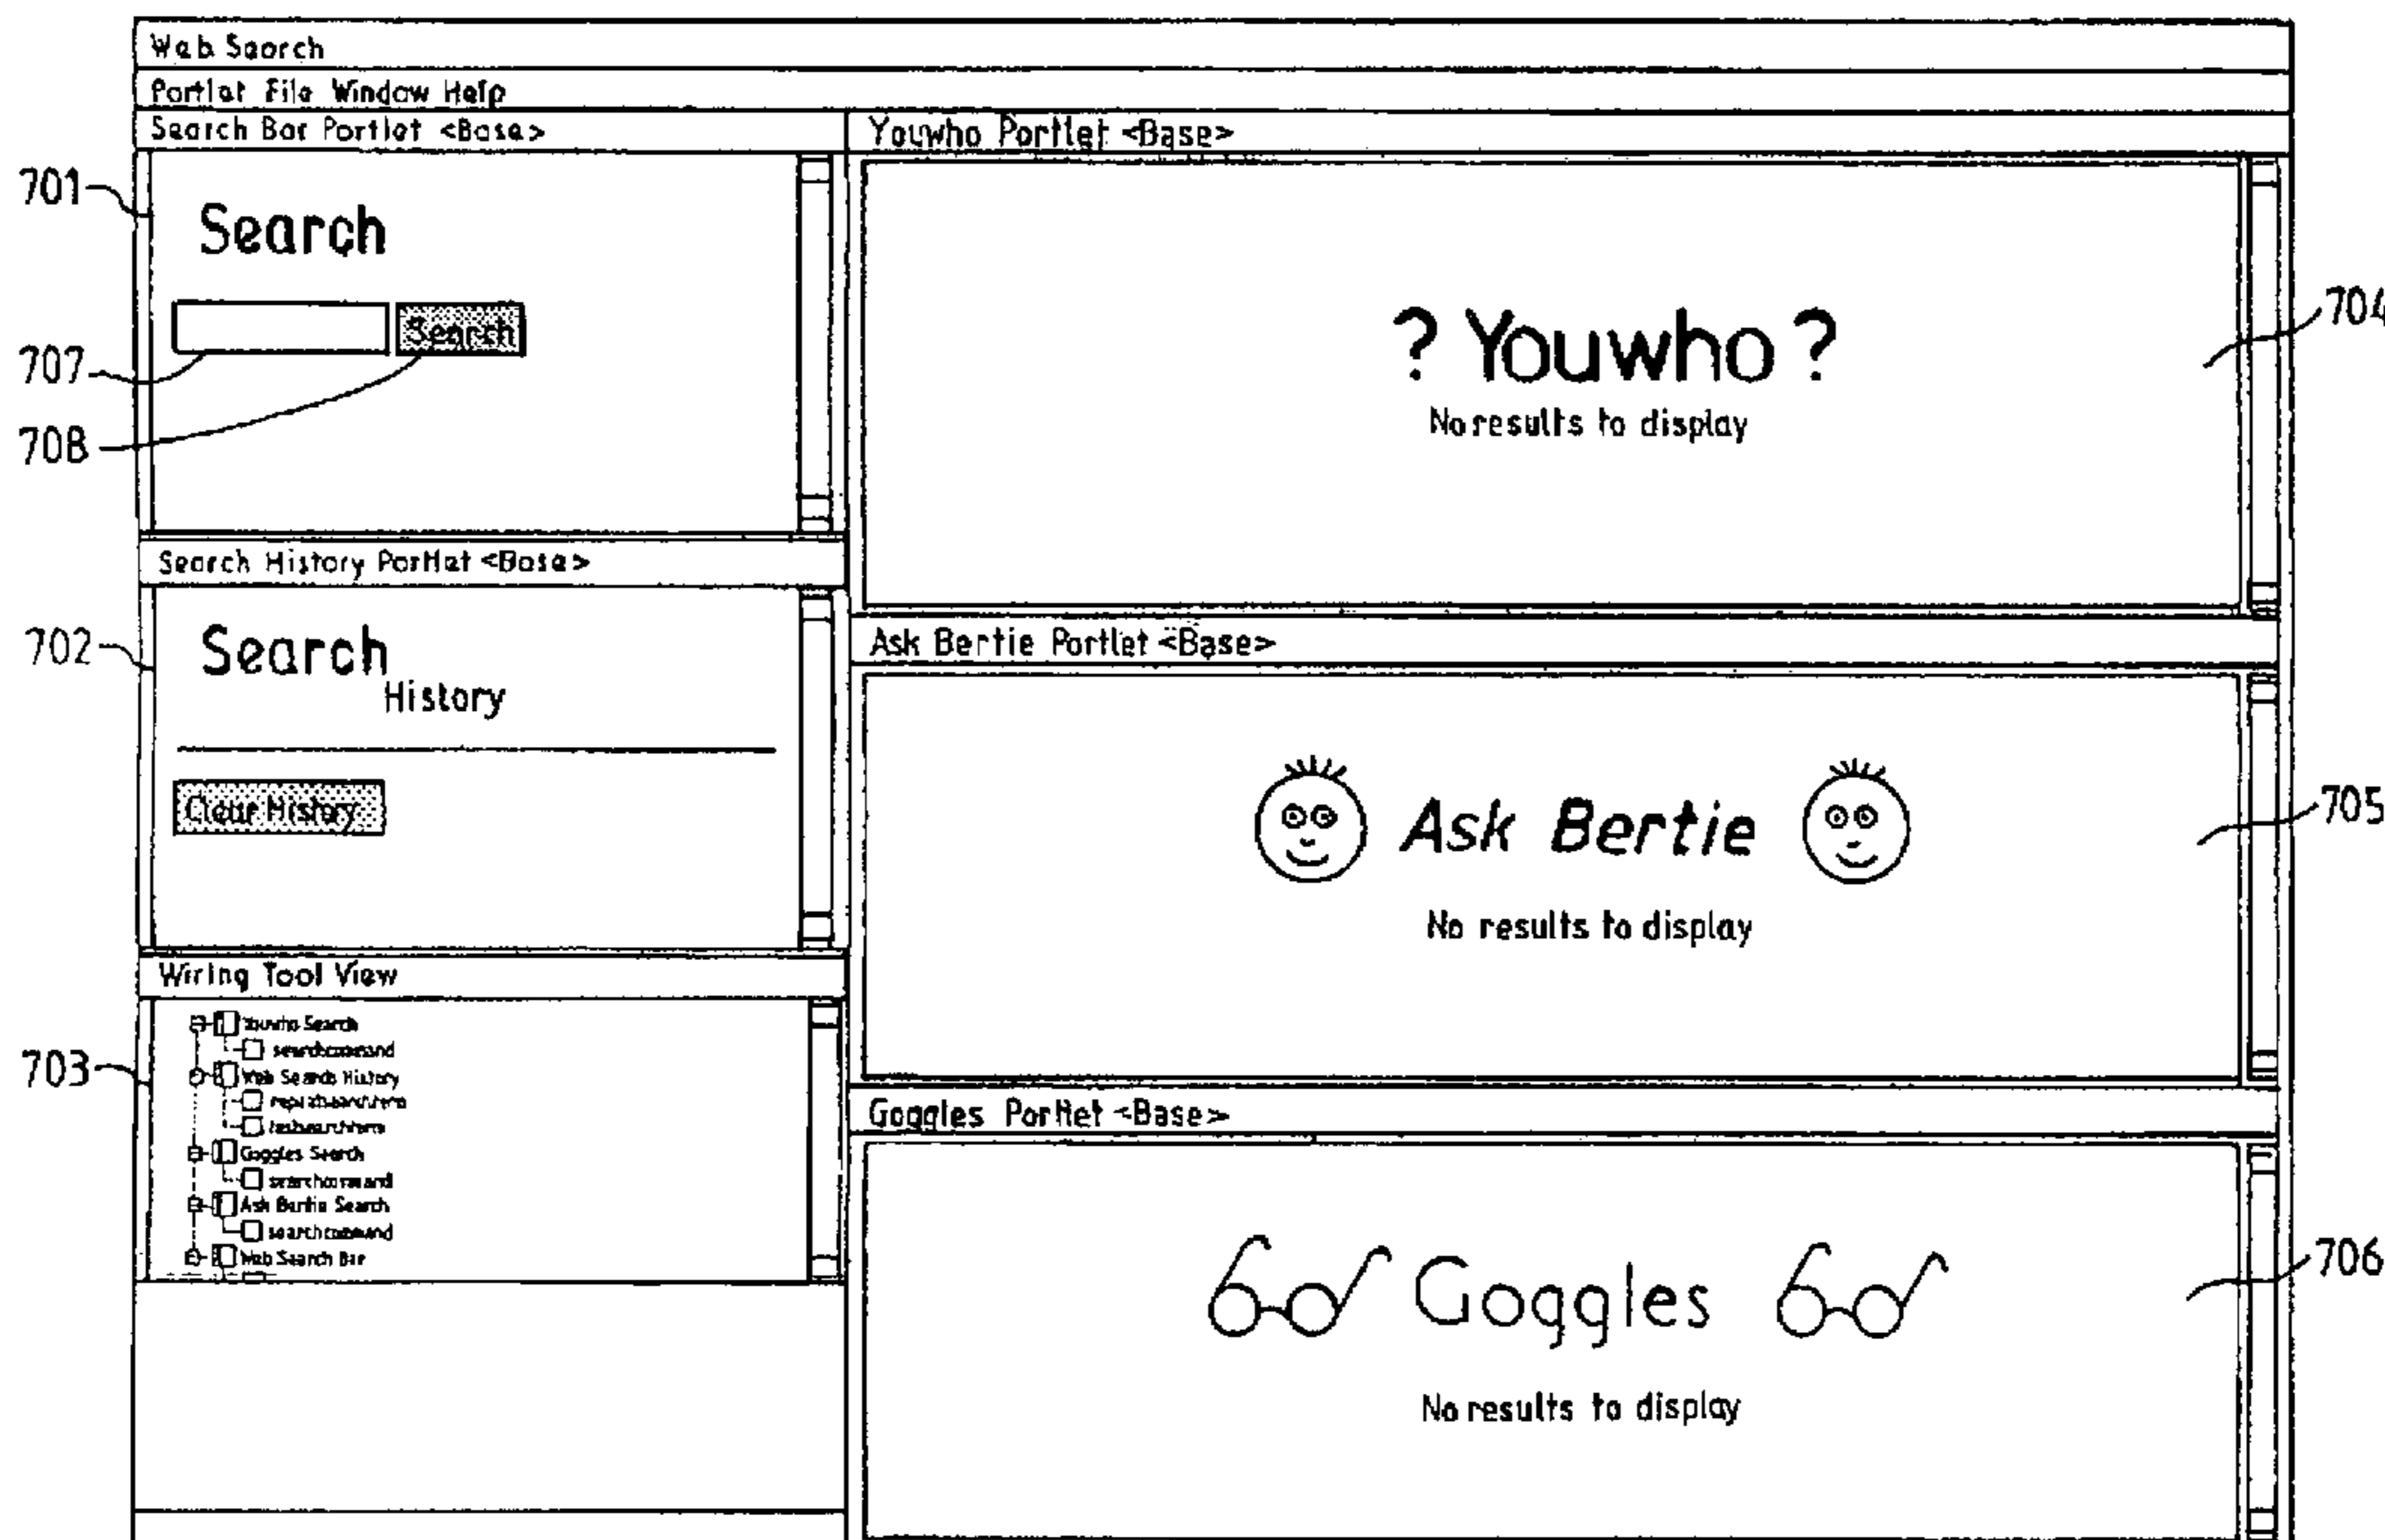 Web Search
Portlet File Window Help
Search Bar Portlet <Base>
701
Search
Search
707
708
Search History Portlet <Base>
702
Search
History
Clear History
Wiring Tool View
703
Youwho Search
searchcommand
Web Search History
repeatsearchterm
lastsearchterm
Goggles Search
searchcommand
Ask Bertie Search
searchcommand
Web Search Bar
Youwho Portlet <Base>
? Youwho ?
No results to display
704
Ask Bertie Portlet <Base>
Ask Bertie
No results to display
705
Goggles Portlet <Base>
Goggles
No results to display
706